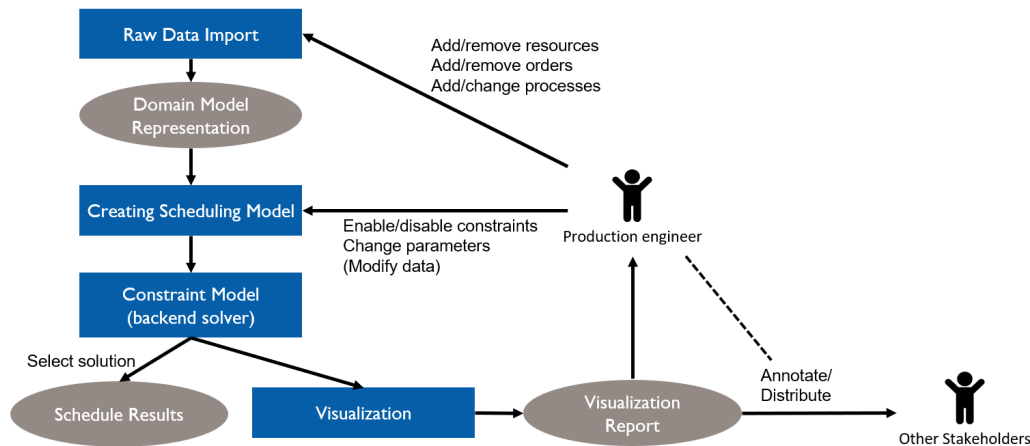 Raw Data Import
Add/remove resources
Add/remove orders
Add/change processes
Domain Model
Representation
Creating Scheduling Model
Enable/disable constraints
Change parameters
(Modify data)
Production engineer
Constraint Model
(backend solver)
Select solution
Schedule Results
Visualization
Visualization
Report
Annotate/
Distribute
Other Stakeholders